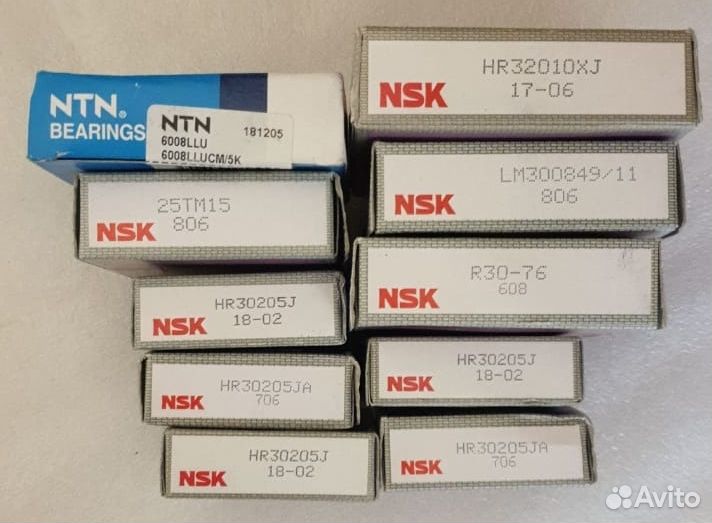 NTN®
BEARINGS
NTN 181205
6008LLU
6008LLUCM/5K
NSK
25TM15
806
NSK
HR30205J
18-02
NSK
HR30205JA
706
NSK
HR30205J
18-02
NSK
HR32010XJ
17-06
NSK
LM300849/11
806
NSK
R30-76
608
NSK
HR30205J
18-02
NSK
HR30205JA
706
NSK
Avito